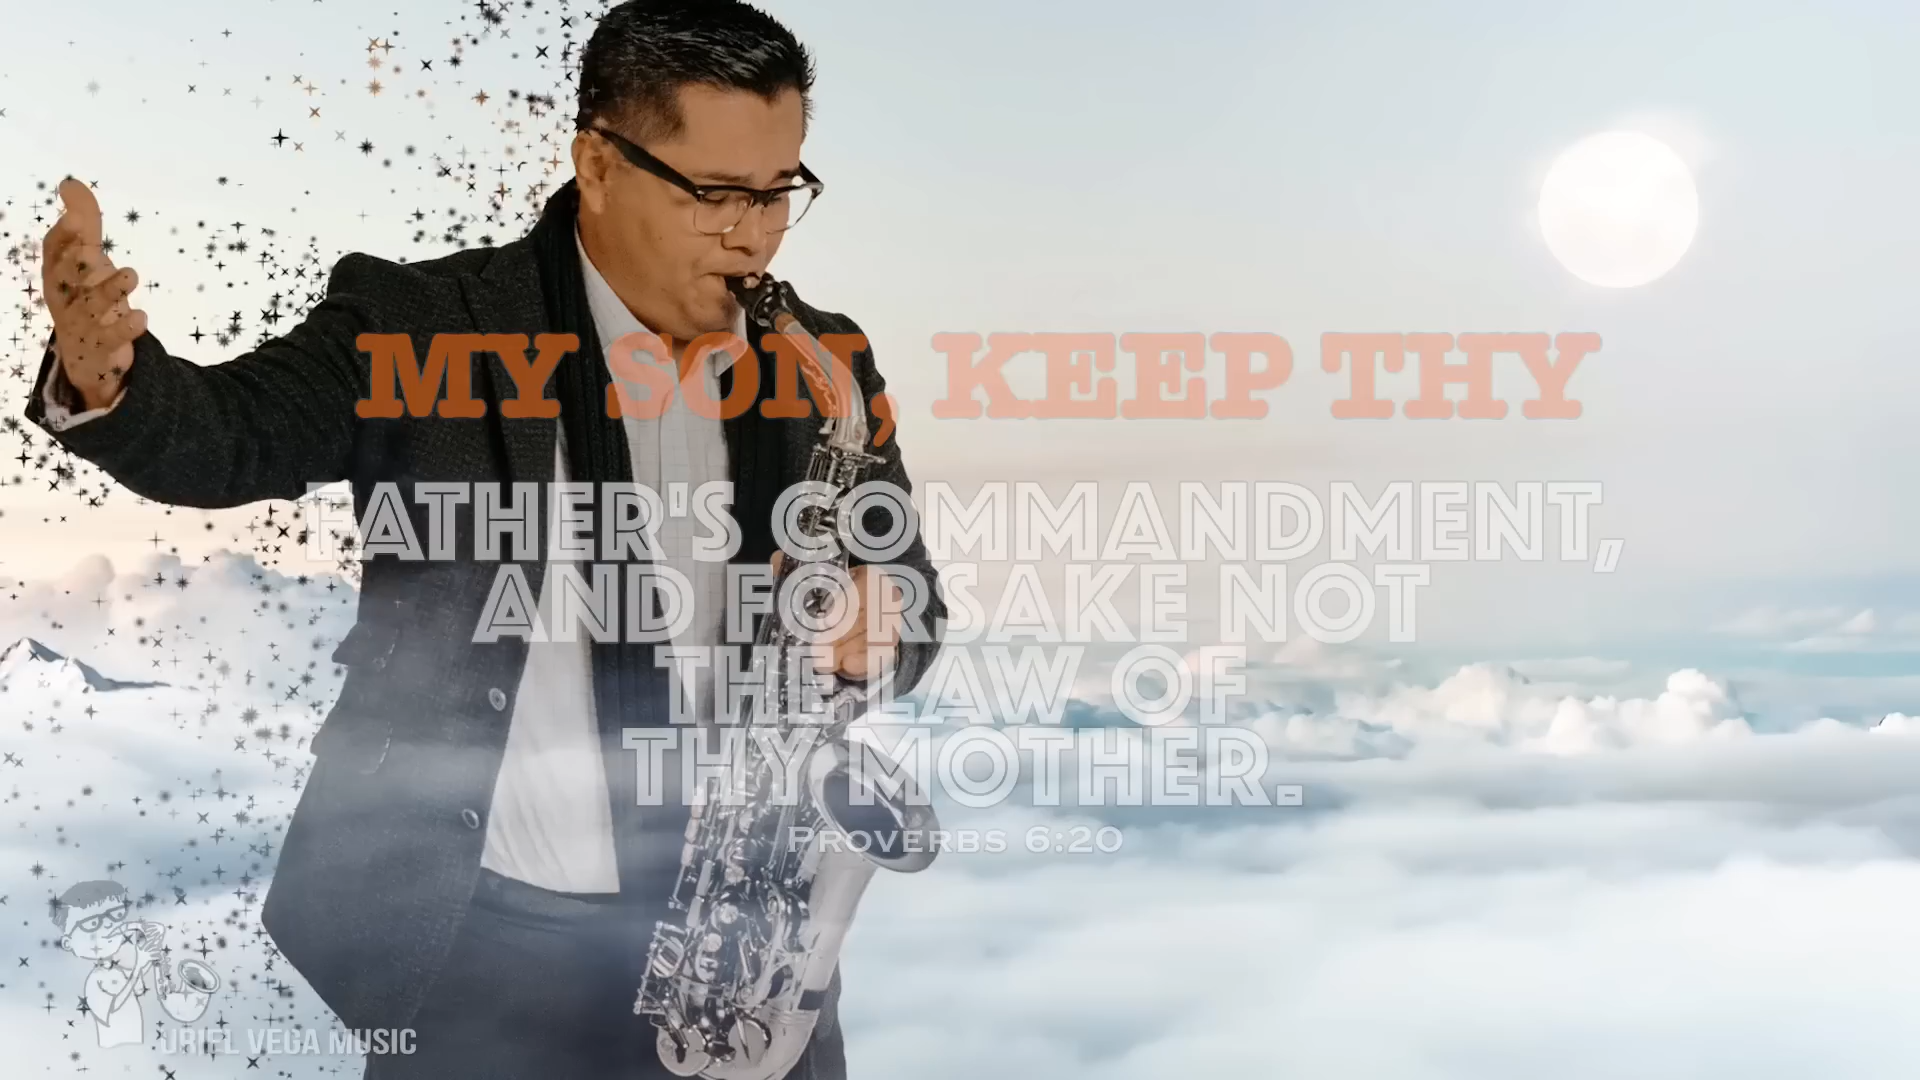 MY SON, KEEP THY
FATHER'S COMMANDMENT,
AND FORSAKE NOT
THE LAW OF
THY MOTHER.
PROVERBS 6:20
URIEL VEGA MUSIC